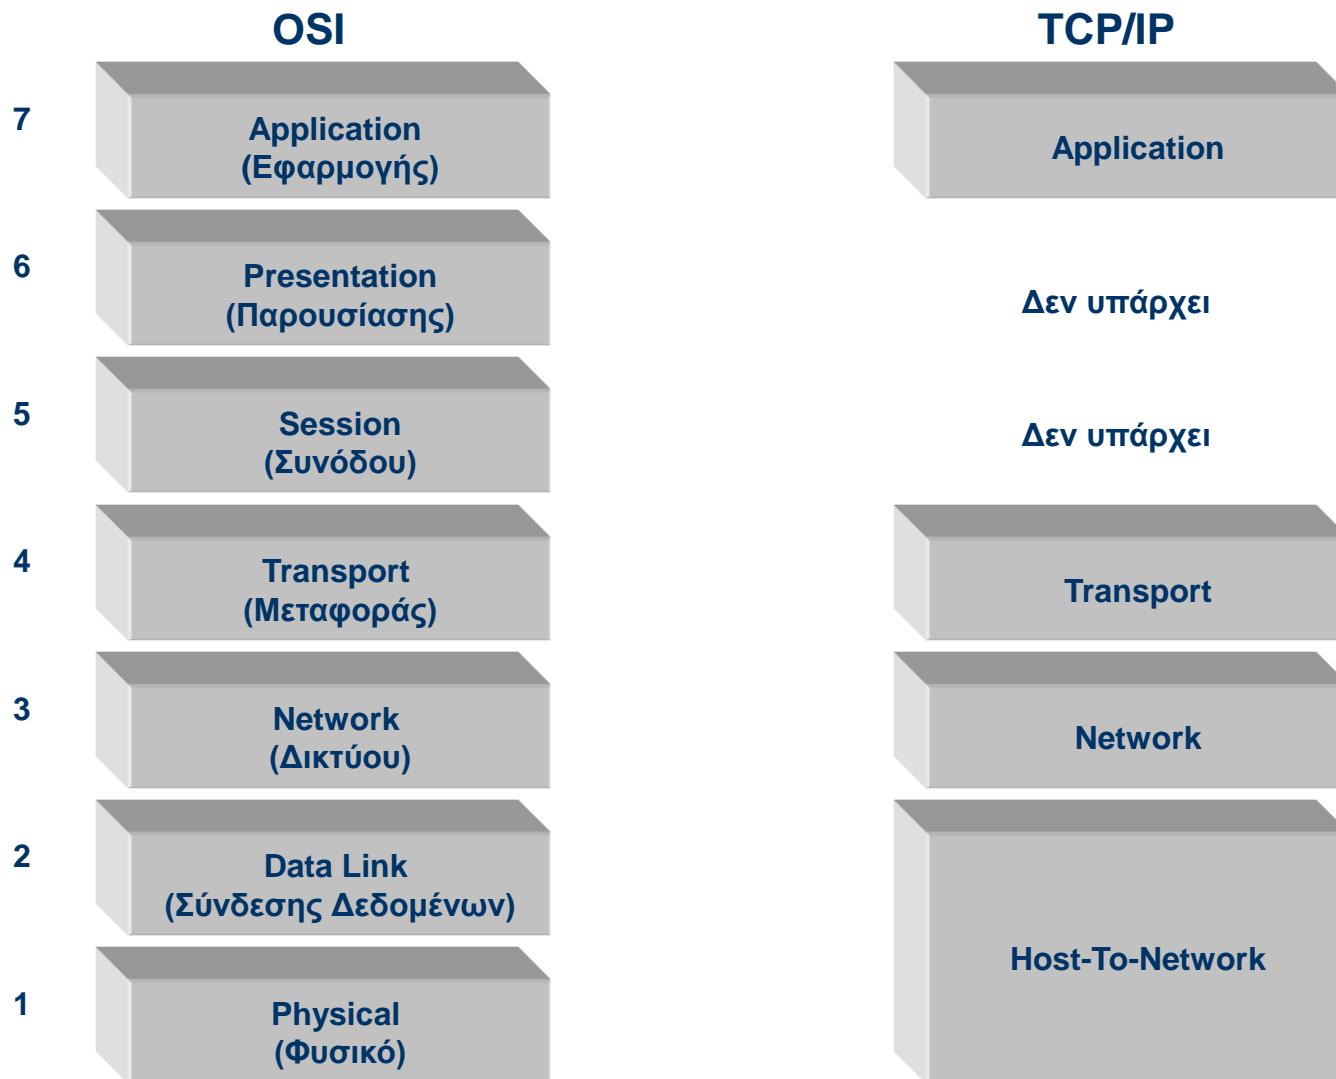 OSI
TCP/IP
7
Application
(Εφαρμογής)
Application
6
Presentation
(Παρουσίασης)
Δεν υπάρχει
5
Session
(Συνόδου)
Δεν υπάρχει
4
Transport
(Μεταφοράς)
Transport
3
Network
(Δικτύου)
Network
2
Data Link
(Σύνδεσης Δεδομένων)
Host-To-Network
1
Physical
(Φυσικό)